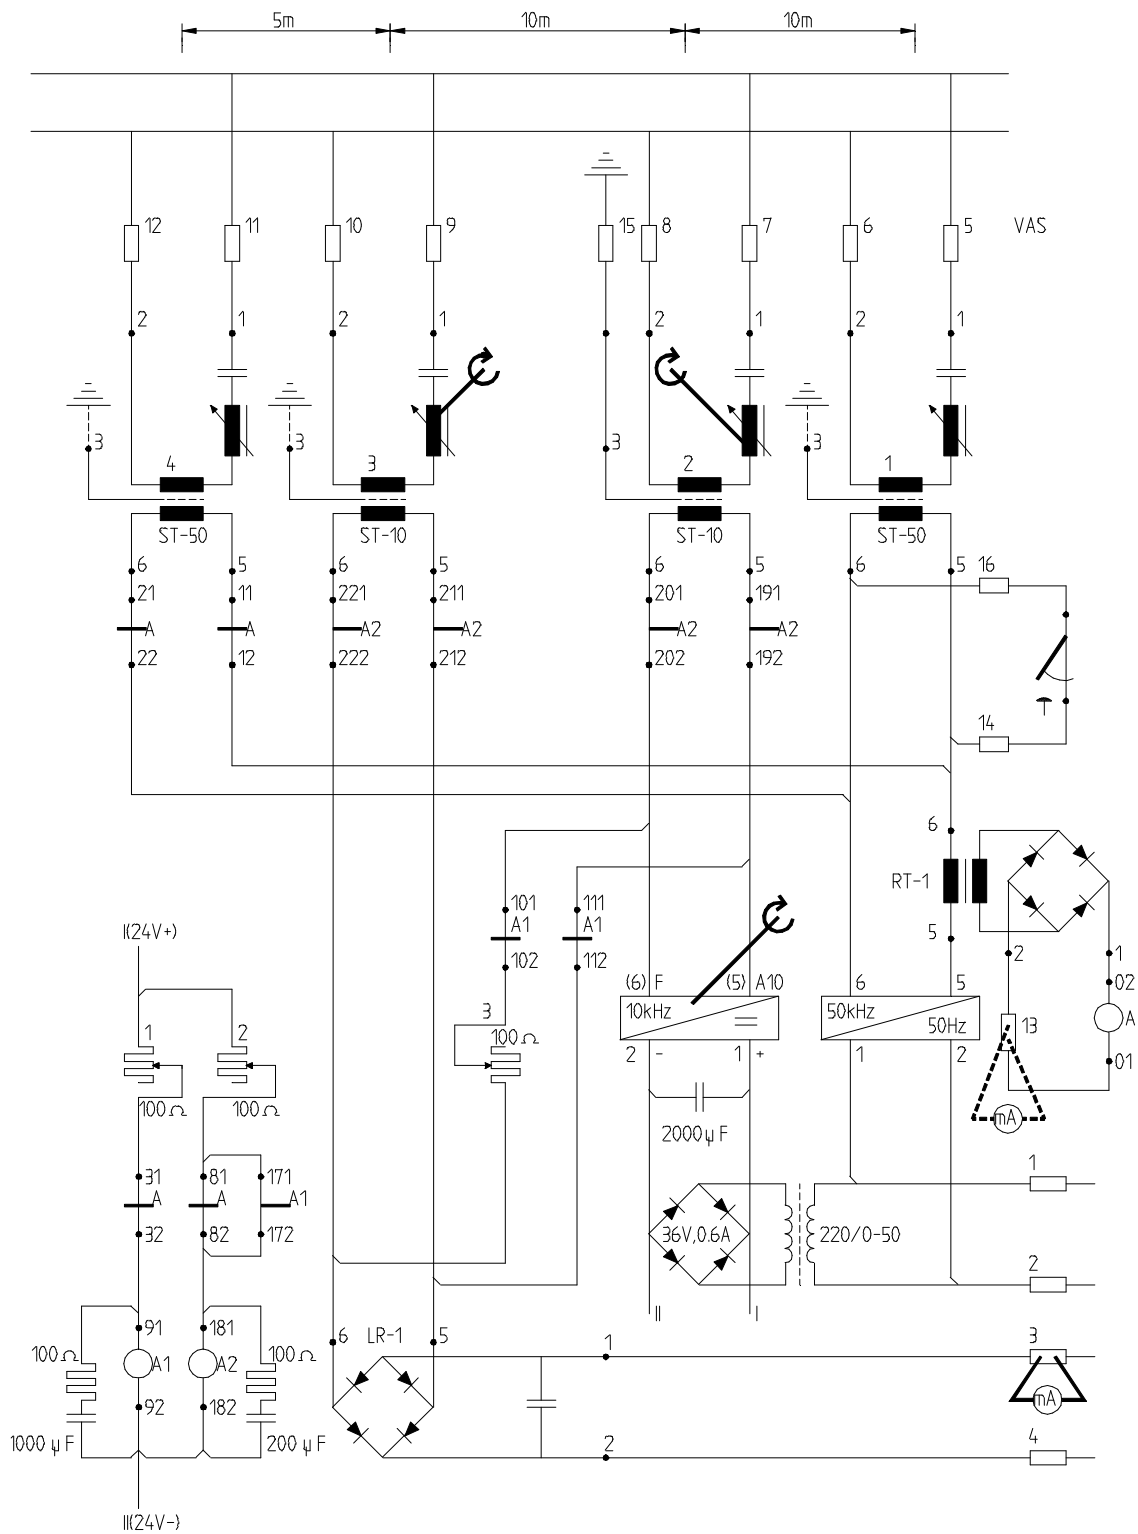 5m 10m 10m
12 11 10 9 15 8 7 6 5 VAS
2 1 2 1 2 1 2 1
3 3 3 3
4 3 2 1
ST-50 ST-10 ST-10 ST-50
6 5 6 5 6 5 6 5 16
21 11 221 211 201 191
A A A2 A2 A2 A2
22 12 222 212 202 192
14
6
RT-1
101 111
I(24V+) A1 A1 5
102 112 2 1
(6) F (5) A10 6 5 02
3 10kHz 50kHz 13 A
1 2 100Ω = 50Hz
2 - 1 + 1 2 01
100Ω 100Ω mA
2000μF
31 81 171 1
A A A1
32 82 172 36V,0.6A 220/0-50
2
II I
91 181 6 LR-1 5 1 3
100Ω A1 A2 100Ω
92 182 mA
1000μF 200μF 2 4
II(24V-)